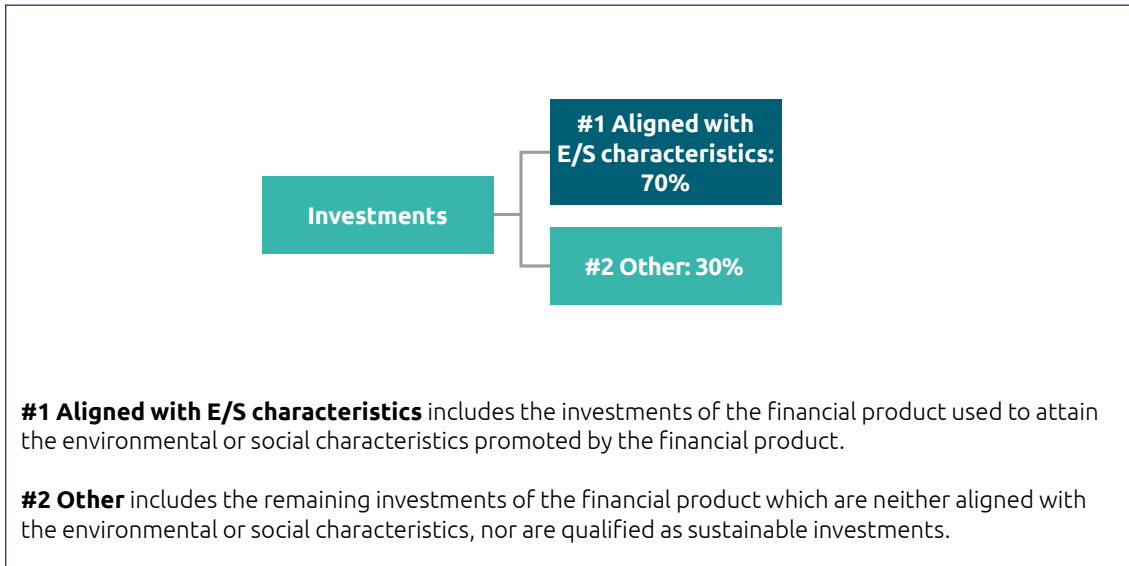 #1 Aligned with
E/S characteristics:
70%
Investments
#2 Other: 30%
#1 Aligned with E/S characteristics includes the investments of the financial product used to attain
the environmental or social characteristics promoted by the financial product.
#2 Other includes the remaining investments of the financial product which are neither aligned with
the environmental or social characteristics, nor are qualified as sustainable investments.